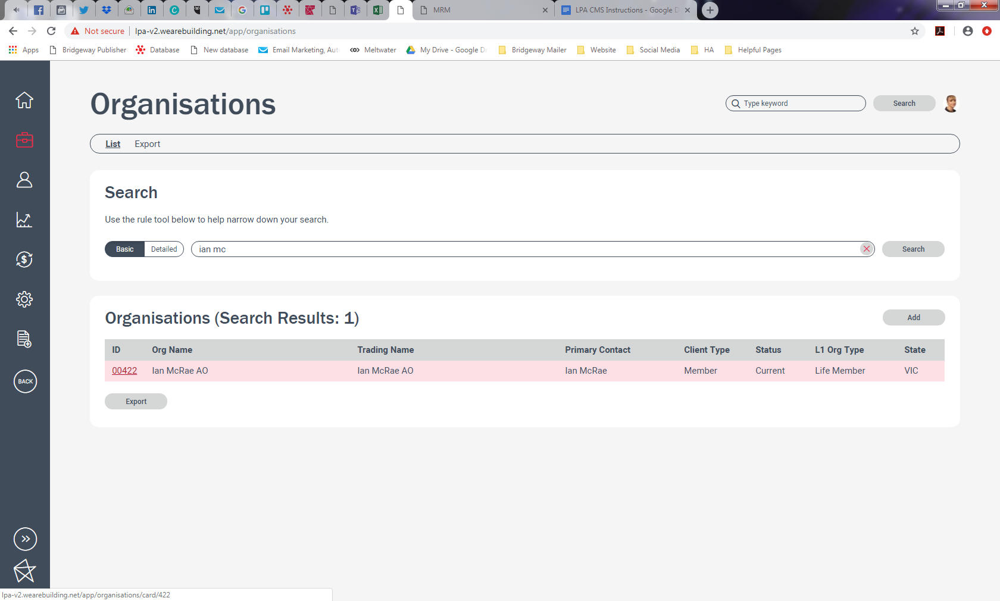 MRM
LPA CMS Instructions - Google D
Not secure
lpa-v2.wearebuilding.net/app/organisations
Apps
Bridgeway Publisher
Database
New database
Email Marketing, Aut
Meltwater
My Drive - Google Dr
Bridgeway Mailer
Website
Social Media
HA
Helpful Pages
Organisations
Type keyword
Search
List
Export
Search
Use the rule tool below to help narrow down your search.
Basic
Detailed
ian mc
Search
Organisations (Search Results: 1)
Add
ID Org Name Trading Name Primary Contact Client Type Status L1 Org Type State
00422 Ian McRae AO Ian McRae AO Ian McRae Member Current Life Member VIC
Export
BACK
lpa-v2.wearebuilding.net/app/organisations/card/422